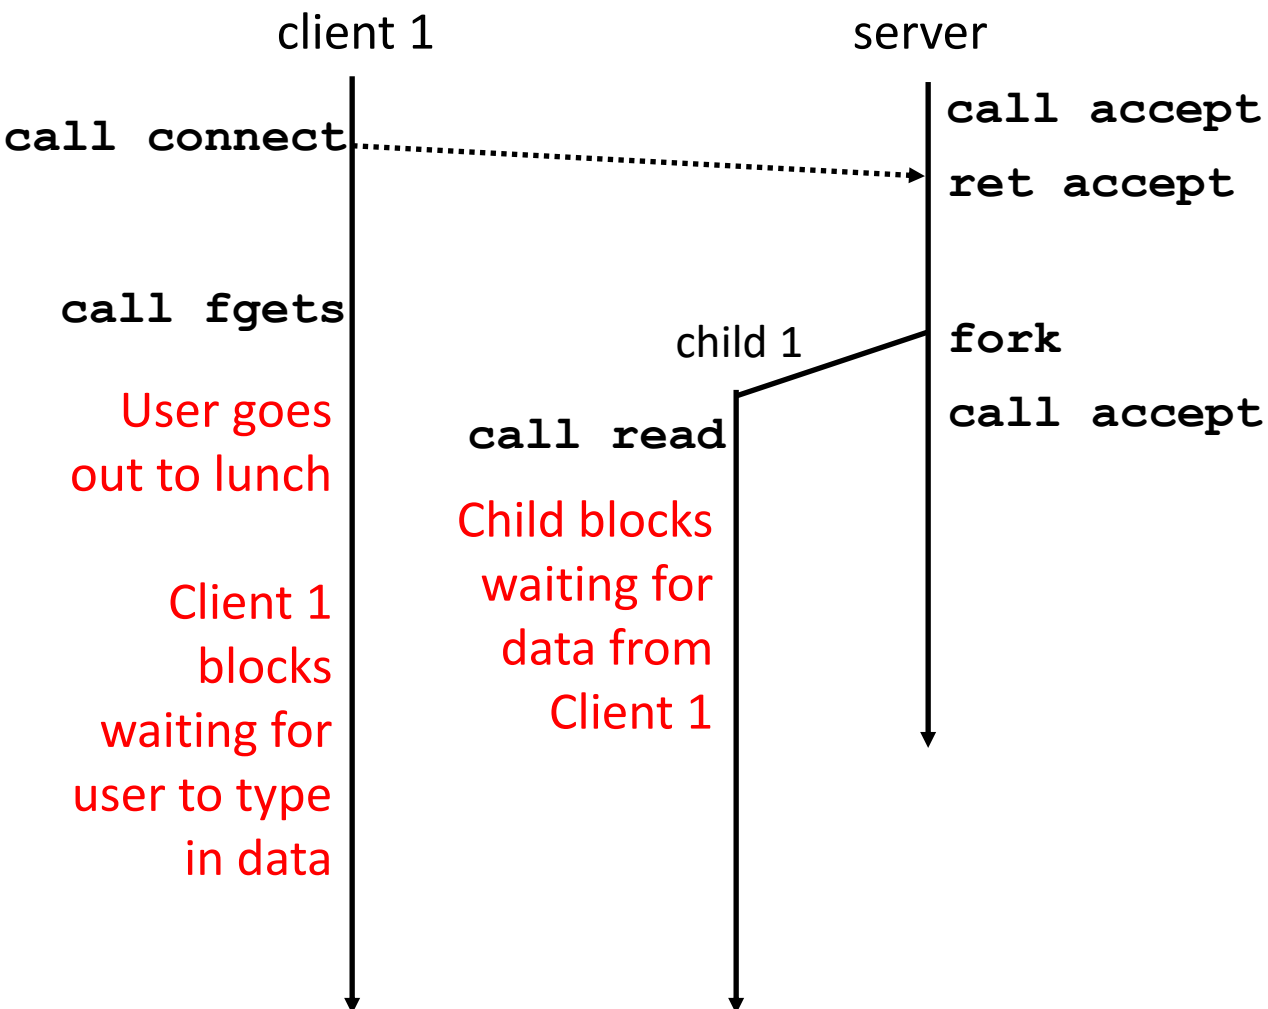 client 1
server
call connect
call accept
ret accept
call fgets
child 1
fork
call read
call accept
User goes
out to lunch
Child blocks
waiting for
data from
Client 1
Client 1
blocks
waiting for
user to type
in data